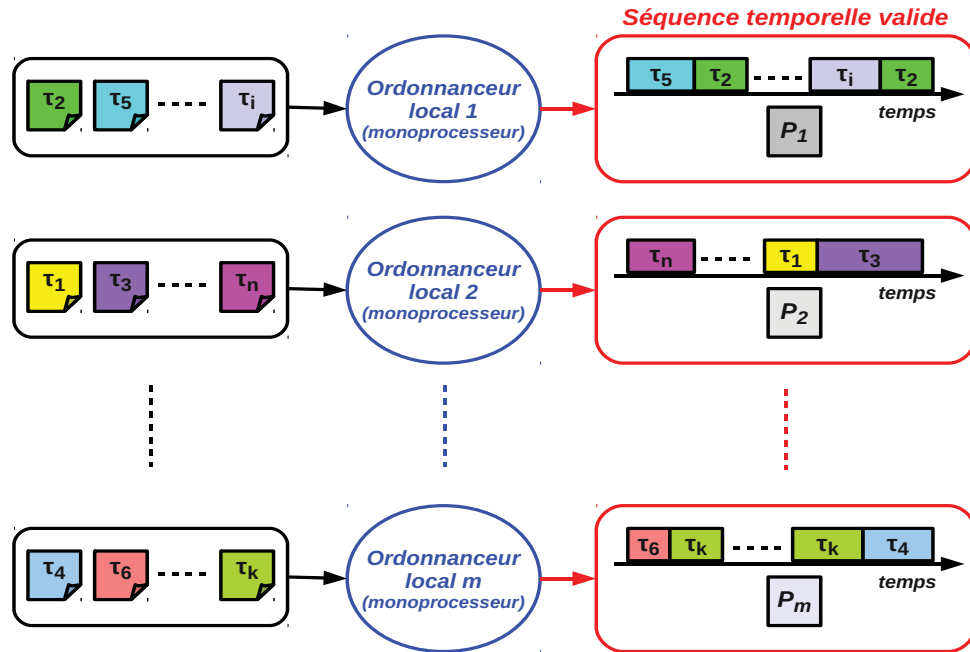 Séquence temporelle valide
τ2 τ5 τi
Ordonnanceur
local 1
(monoprocesseur)
τ5 τ2 τi τ2
temps
P1
τ1 τ3 τn
Ordonnanceur
local 2
(monoprocesseur)
τn τ1 τ3
temps
P2
τ4 τ6 τk
Ordonnanceur
local m
(monoprocesseur)
τ6 τk τk τ4
temps
Pm